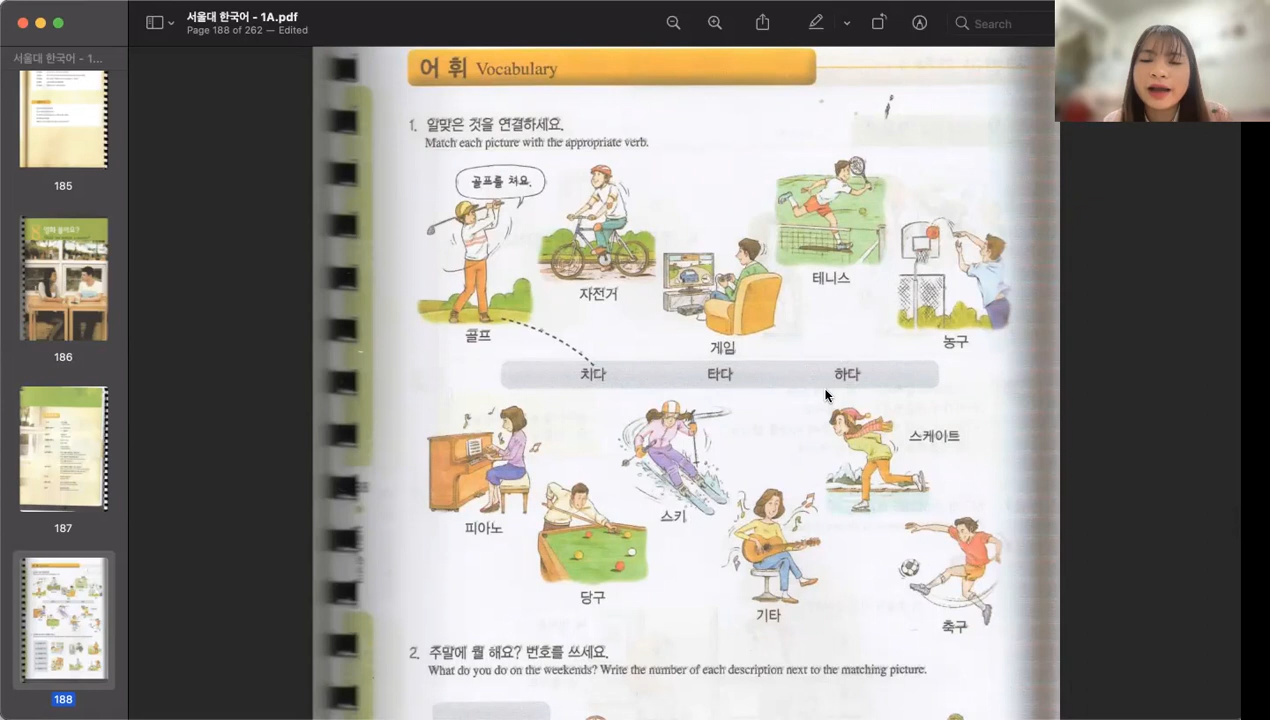 서울대 한국어 - 1A.pdf
Page 188 of 262 — Edited
Search
서울대 한국어 - 1...
185
186
187
188
어 휘 Vocabulary
1. 알맞은 것을 연결하세요.
Match each picture with the appropriate verb.
골프를 쳐요.
자전거
테니스
골프
게임
농구
치다 타다 하다
스케이트
피아노
스키
당구
기타
축구
2. 주말에 뭘 해요? 번호를 쓰세요.
What do you do on the weekends? Write the number of each description next to the matching picture.